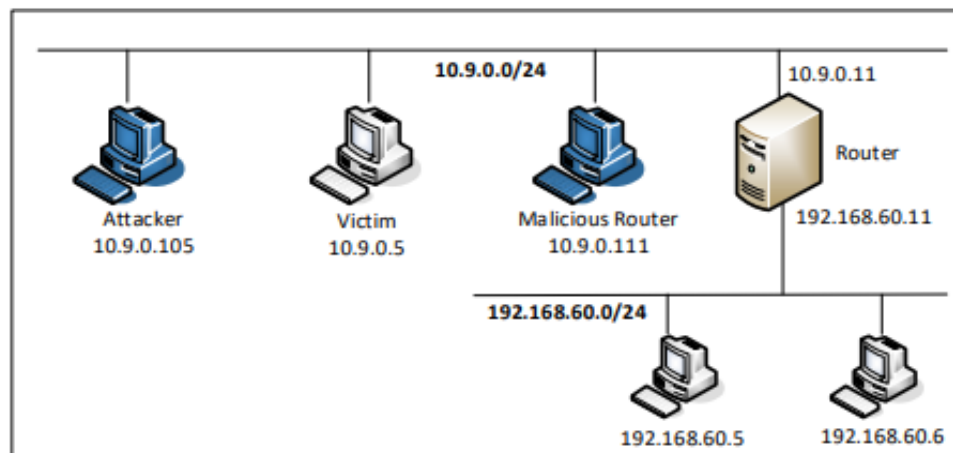 10.9.0.0/24
10.9.0.11
Router
Attacker
10.9.0.105
Victim
10.9.0.5
Malicious Router
10.9.0.111
192.168.60.11
192.168.60.0/24
192.168.60.5
192.168.60.6